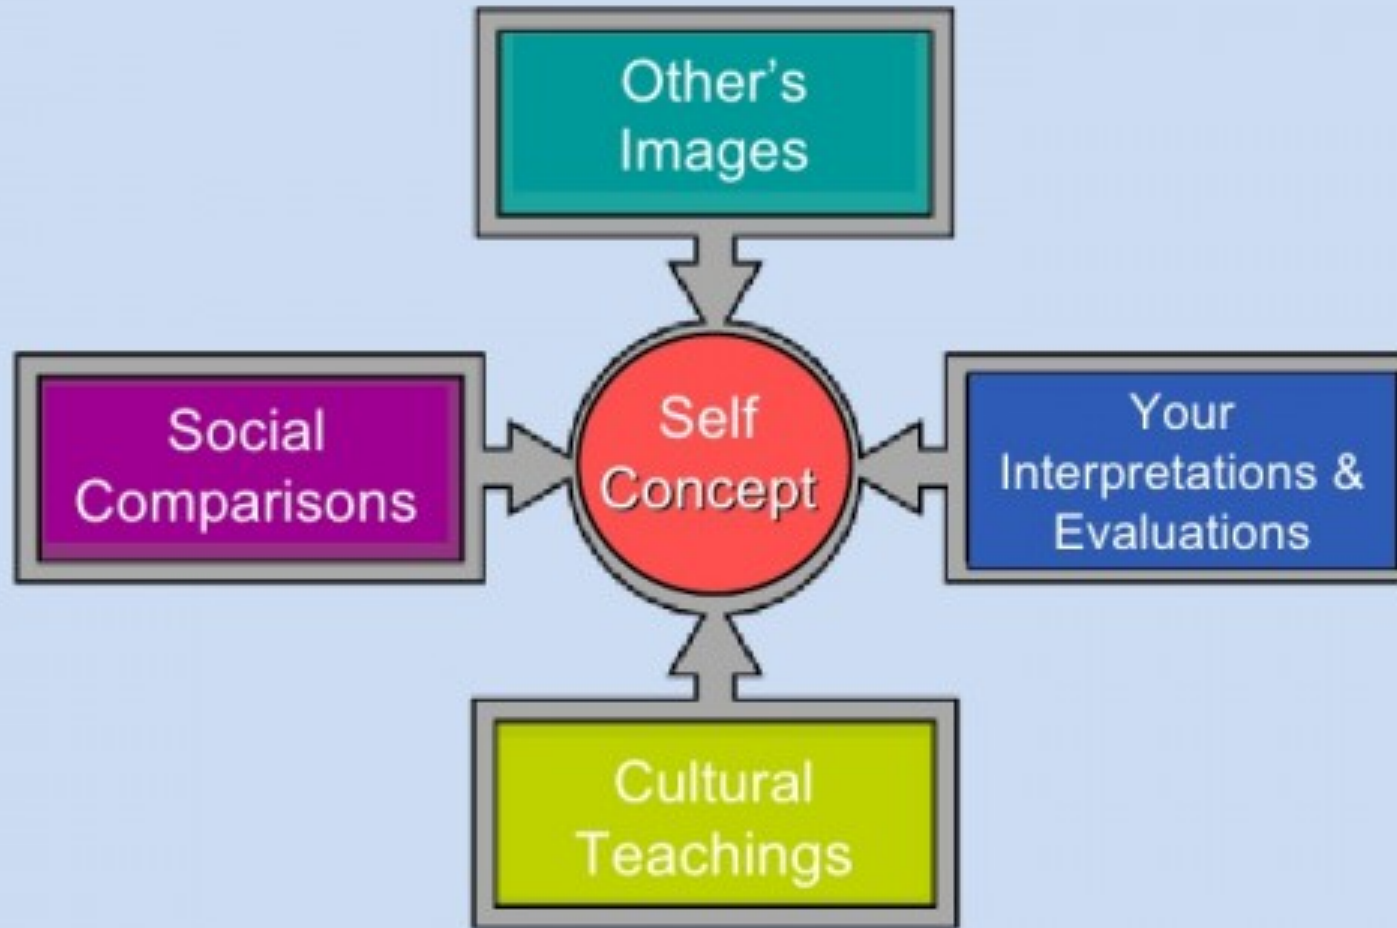 Other's
Images
Social
Comparisons
Self
Concept
Your
Interpretations &
Evaluations
Cultural
Teachings